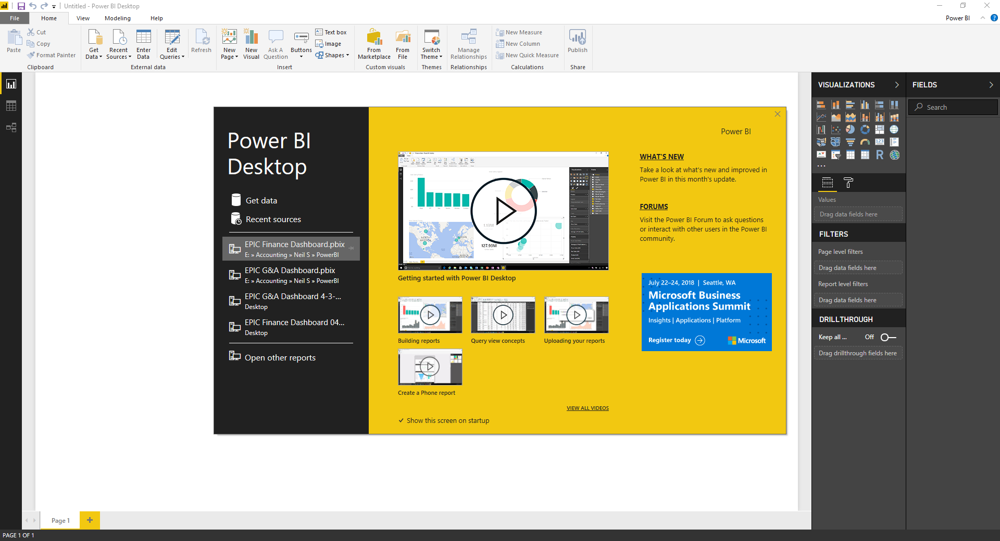 Untitled - Power BI Desktop
File
Home
View
Modeling
Help
Power BI
Paste
Cut
Copy
Format Painter
Clipboard
Get
Data
Recent
Sources
Enter
Data
Edit
Queries
External data
Refresh
New
Page
New
Visual
Ask A
Question
Buttons
Text box
Image
Shapes
Insert
From
Marketplace
From
File
Custom visuals
Switch
Theme
Themes
Manage
Relationships
Relationships
New Measure
New Column
New Quick Measure
Calculations
Publish
Share
Power BI
Desktop
Get data
Recent sources
EPIC Finance Dashboard.pbix
E: » Accounting » Neil S » PowerBI
EPIC G&A Dashboard.pbix
E: » Accounting » Neil S » PowerBI
EPIC G&A Dashboard 4-3-...
Desktop
EPIC Finance Dashboard 04...
Desktop
Open other reports
Power BI
NORTH
AMERICA
EUROPE
AFRICA
1.13M
127.93M
Getting started with Power BI Desktop
Building reports
Query view concepts
Uploading your reports
Create a Phone report
VIEW ALL VIDEOS
Show this screen on startup
WHAT'S NEW
Take a look at what's new and improved in
Power BI in this month's update.
FORUMS
Visit the Power BI Forum to ask questions
or interact with other users in the Power BI
community.
July 22–24, 2018 | Seattle, WA
Microsoft Business
Applications Summit
Insights | Applications | Platform
Register today
Microsoft
VISUALIZATIONS
123
R
Values
Drag data fields here
FILTERS
Page level filters
Drag data fields here
Report level filters
Drag data fields here
DRILLTHROUGH
Keep all ...
Off
Drag drillthrough fields here
FIELDS
Search
Page 1
PAGE 1 OF 1